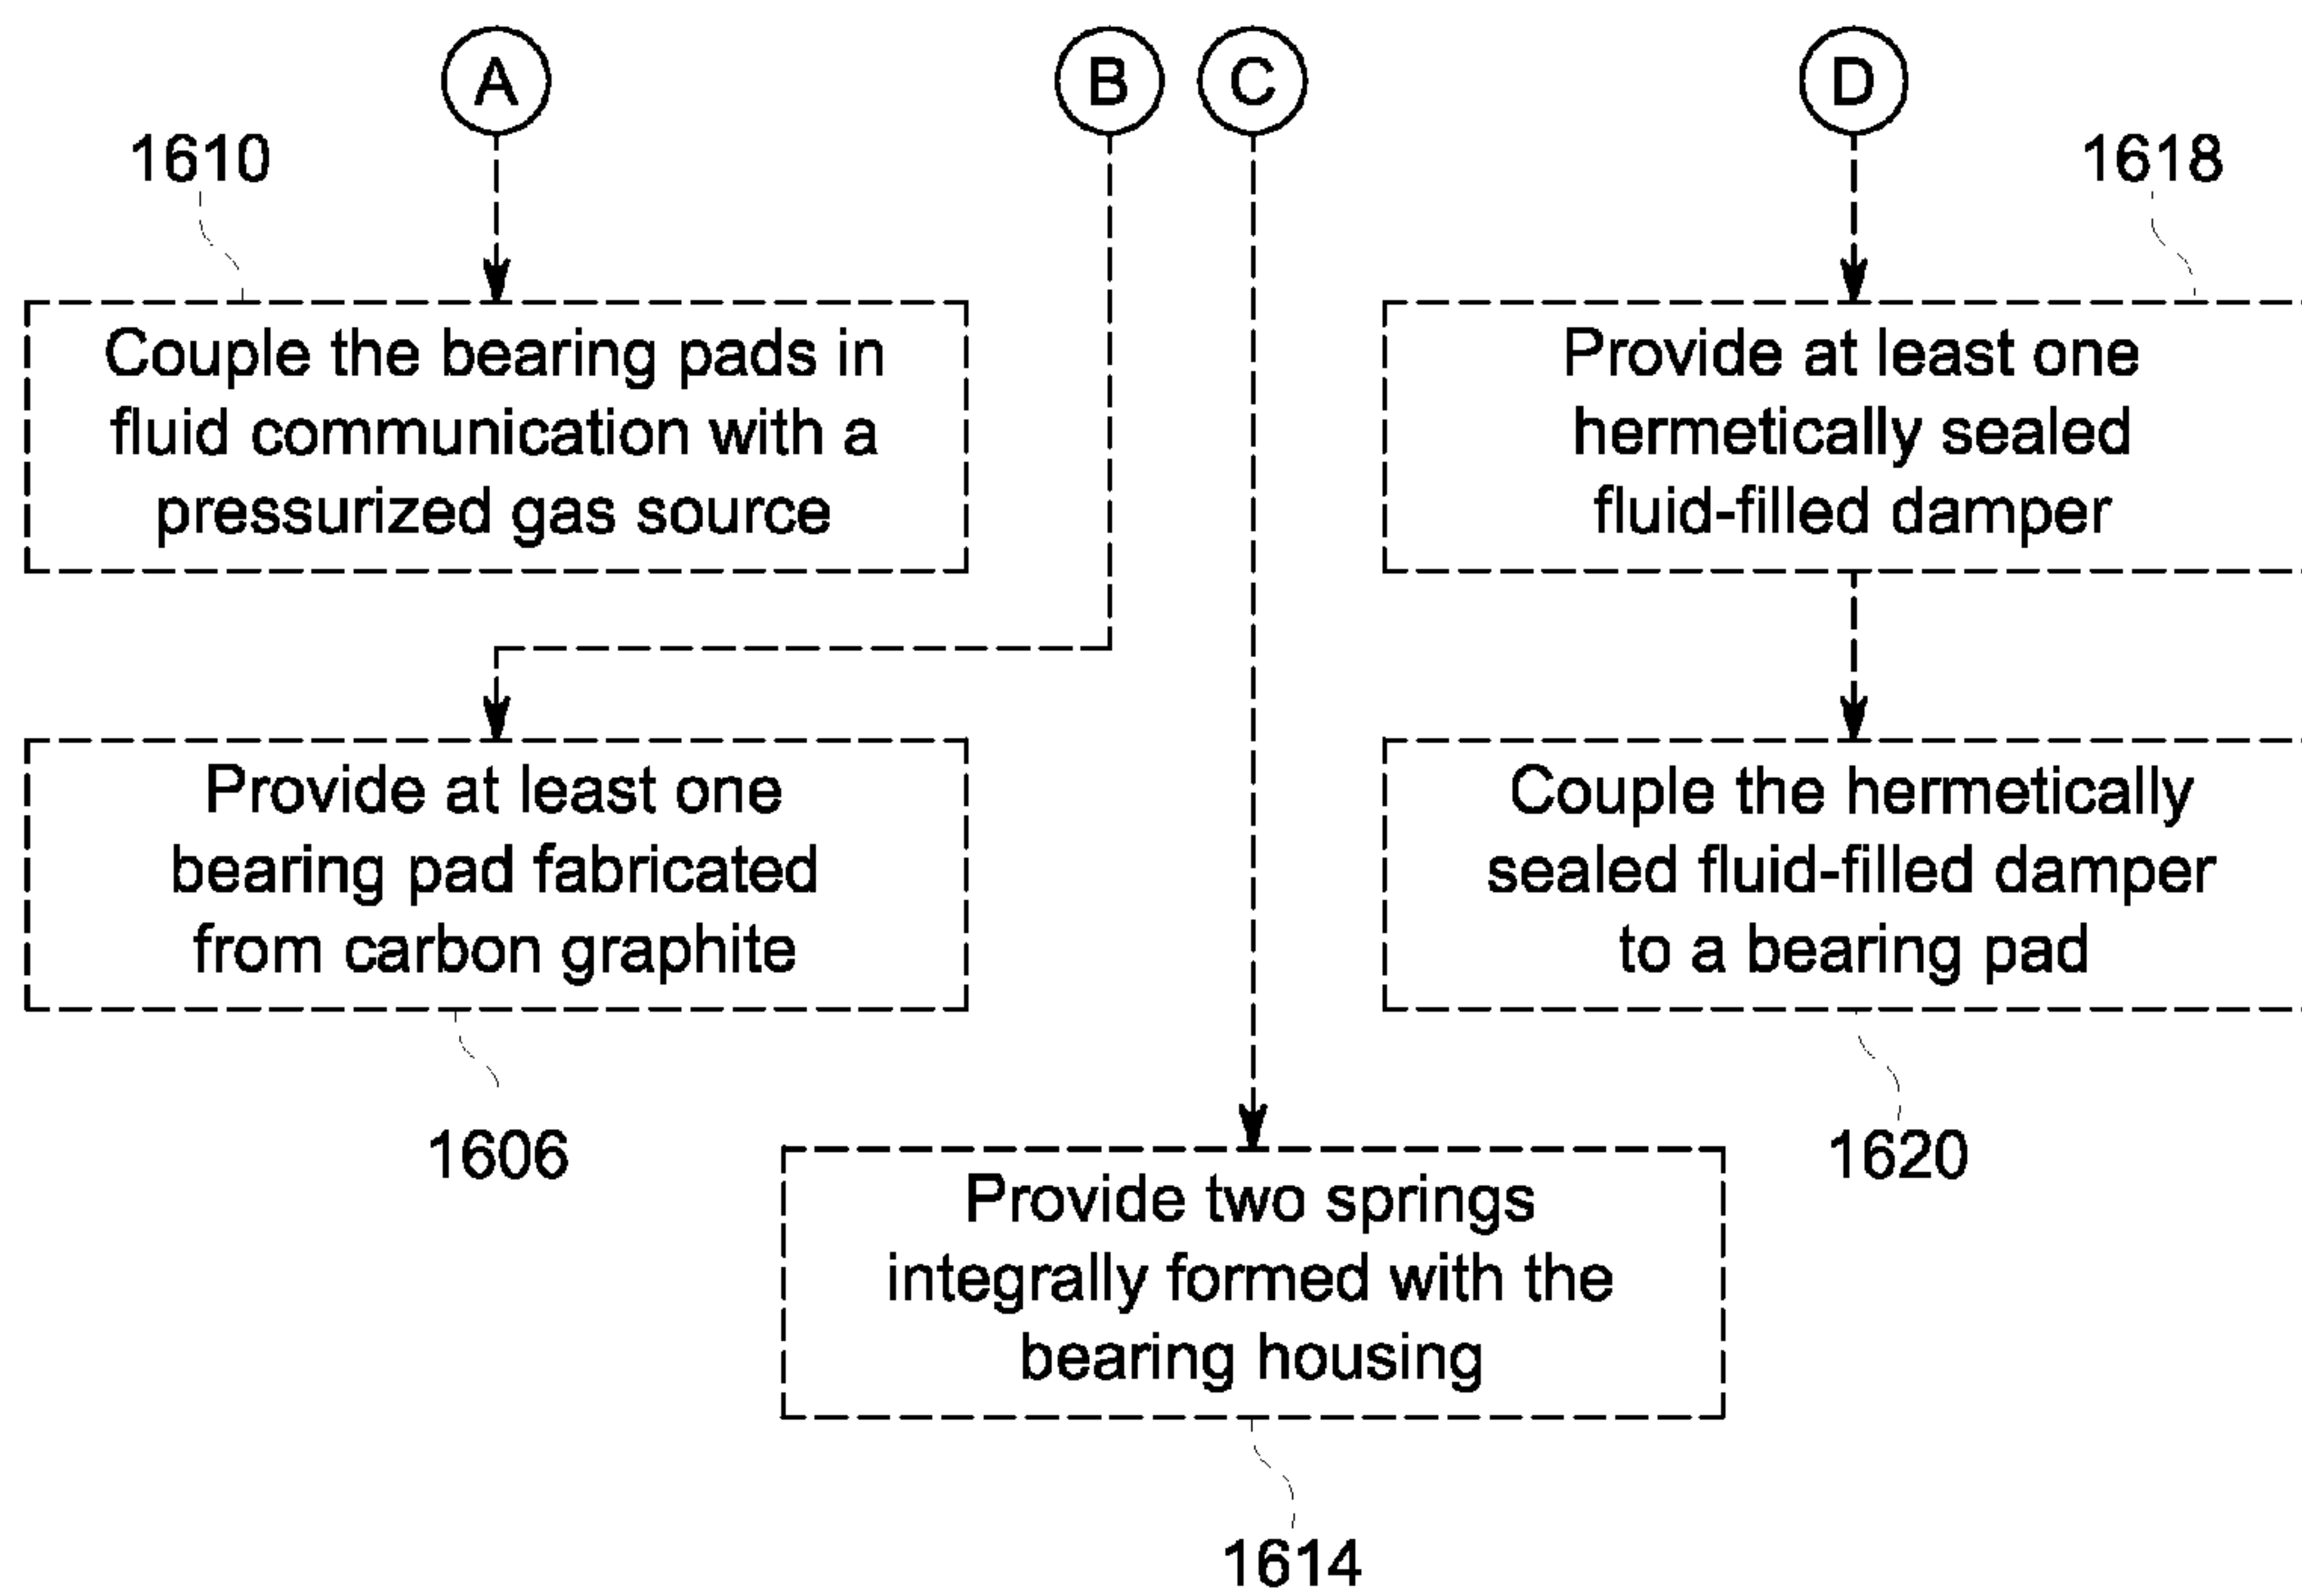 A
B
C
D
1610
1618
Couple the bearing pads in
fluid communication with a
pressurized gas source
Provide at least one
hermetically sealed
fluid-filled damper
Provide at least one
bearing pad fabricated
from carbon graphite
Couple the hermetically
sealed fluid-filled damper
to a bearing pad
1606
1620
Provide two springs
integrally formed with the
bearing housing
1614